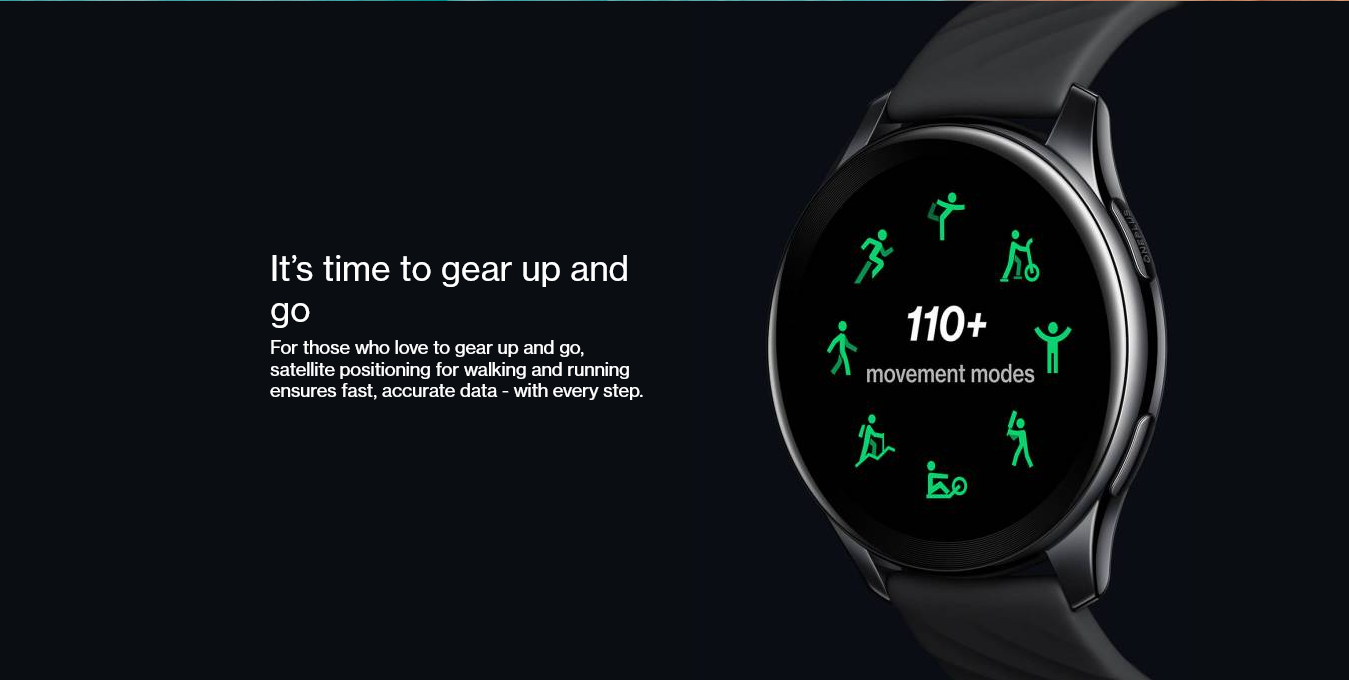 It’s time to gear up and
go
For those who love to gear up and go,
satellite positioning for walking and running
ensures fast, accurate data - with every step.
110+
movement modes
ONEPLUS